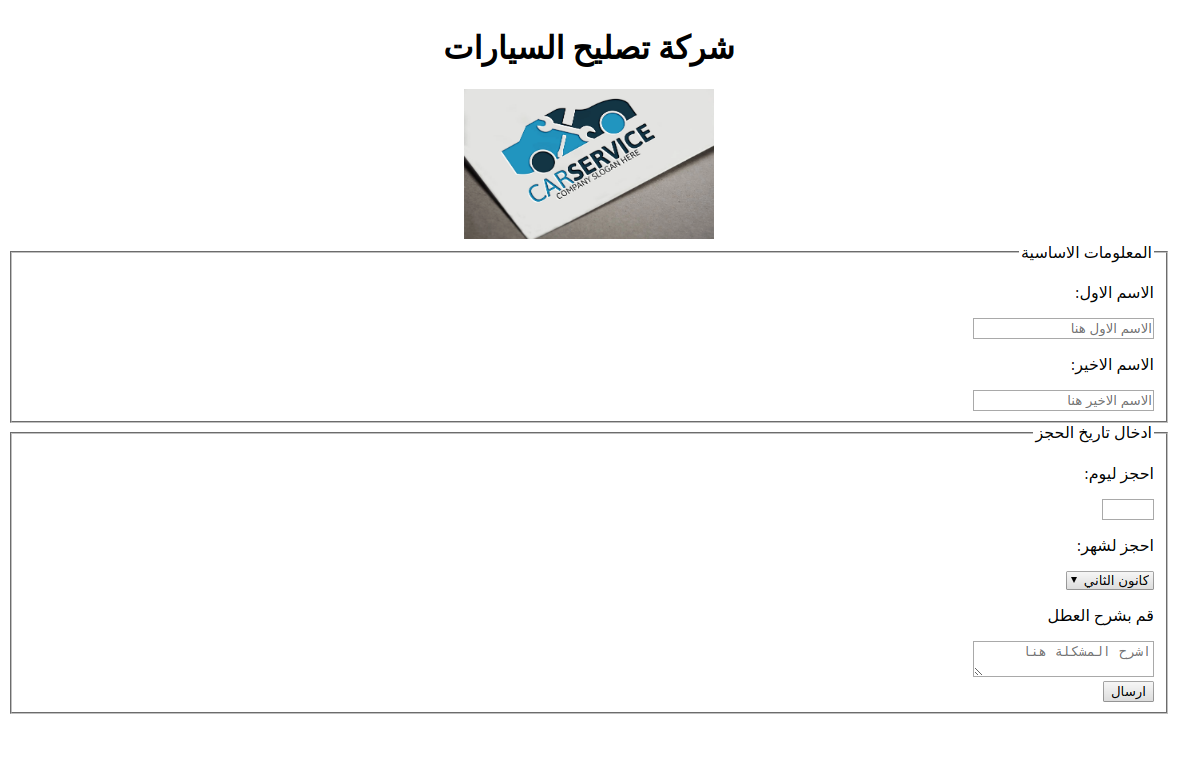 شركة تصليح السيارات
CARSERVICE
COMPANY SLOGAN HERE
المعلومات الاساسية
الاسم الاول:
الاسم الاول هنا
الاسم الاخير:
الاسم الاخير هنا
ادخال تاريخ الحجز
احجز ليوم:
احجز لشهر:
كانون الثاني
قم بشرح العطل
اشرح المشكلة هنا
ارسال